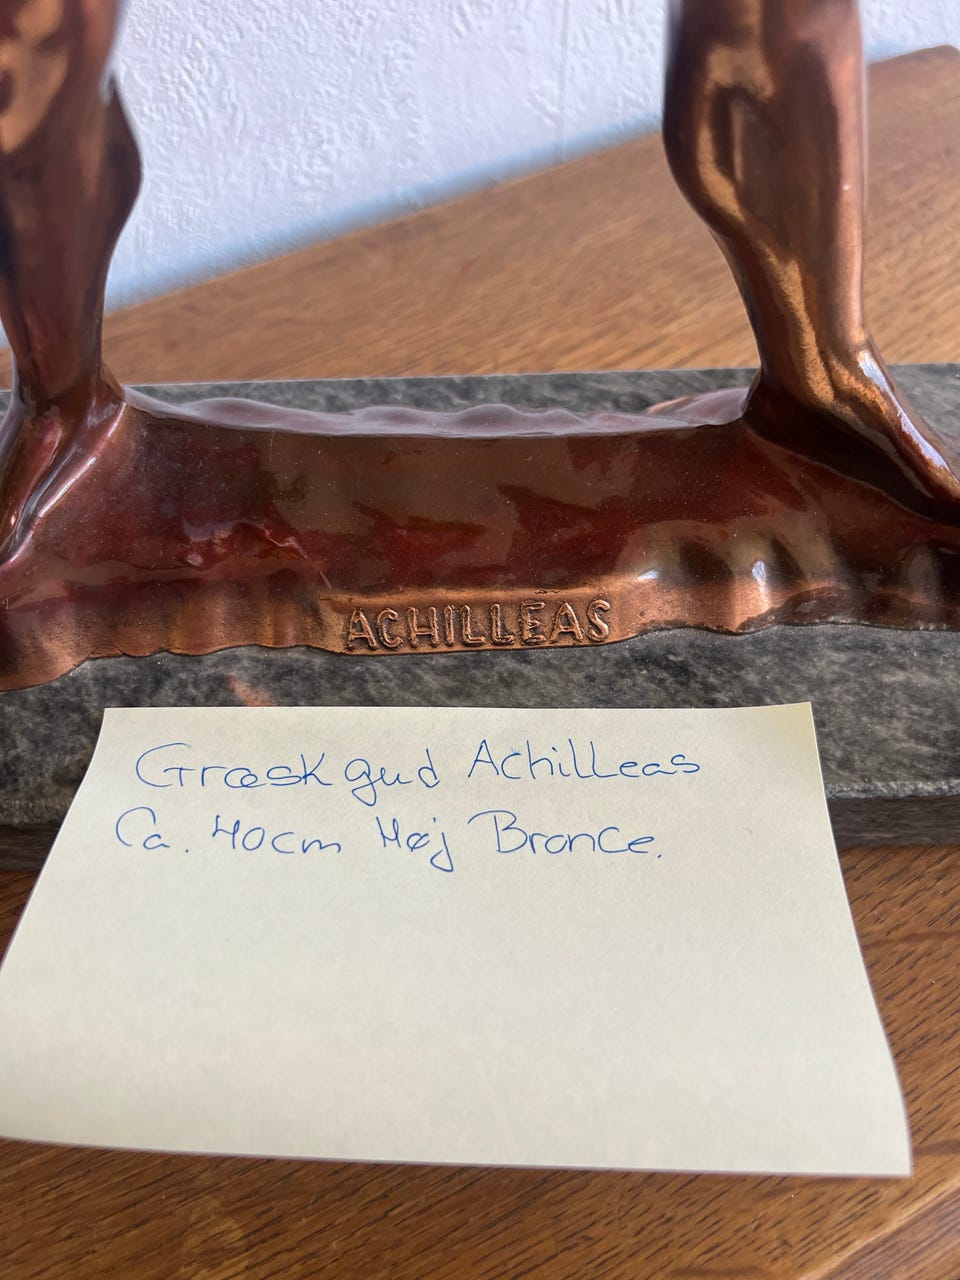 ACHILLEAS
Græsk gud Achilleas
Ca. 40cm Høj Bronce.